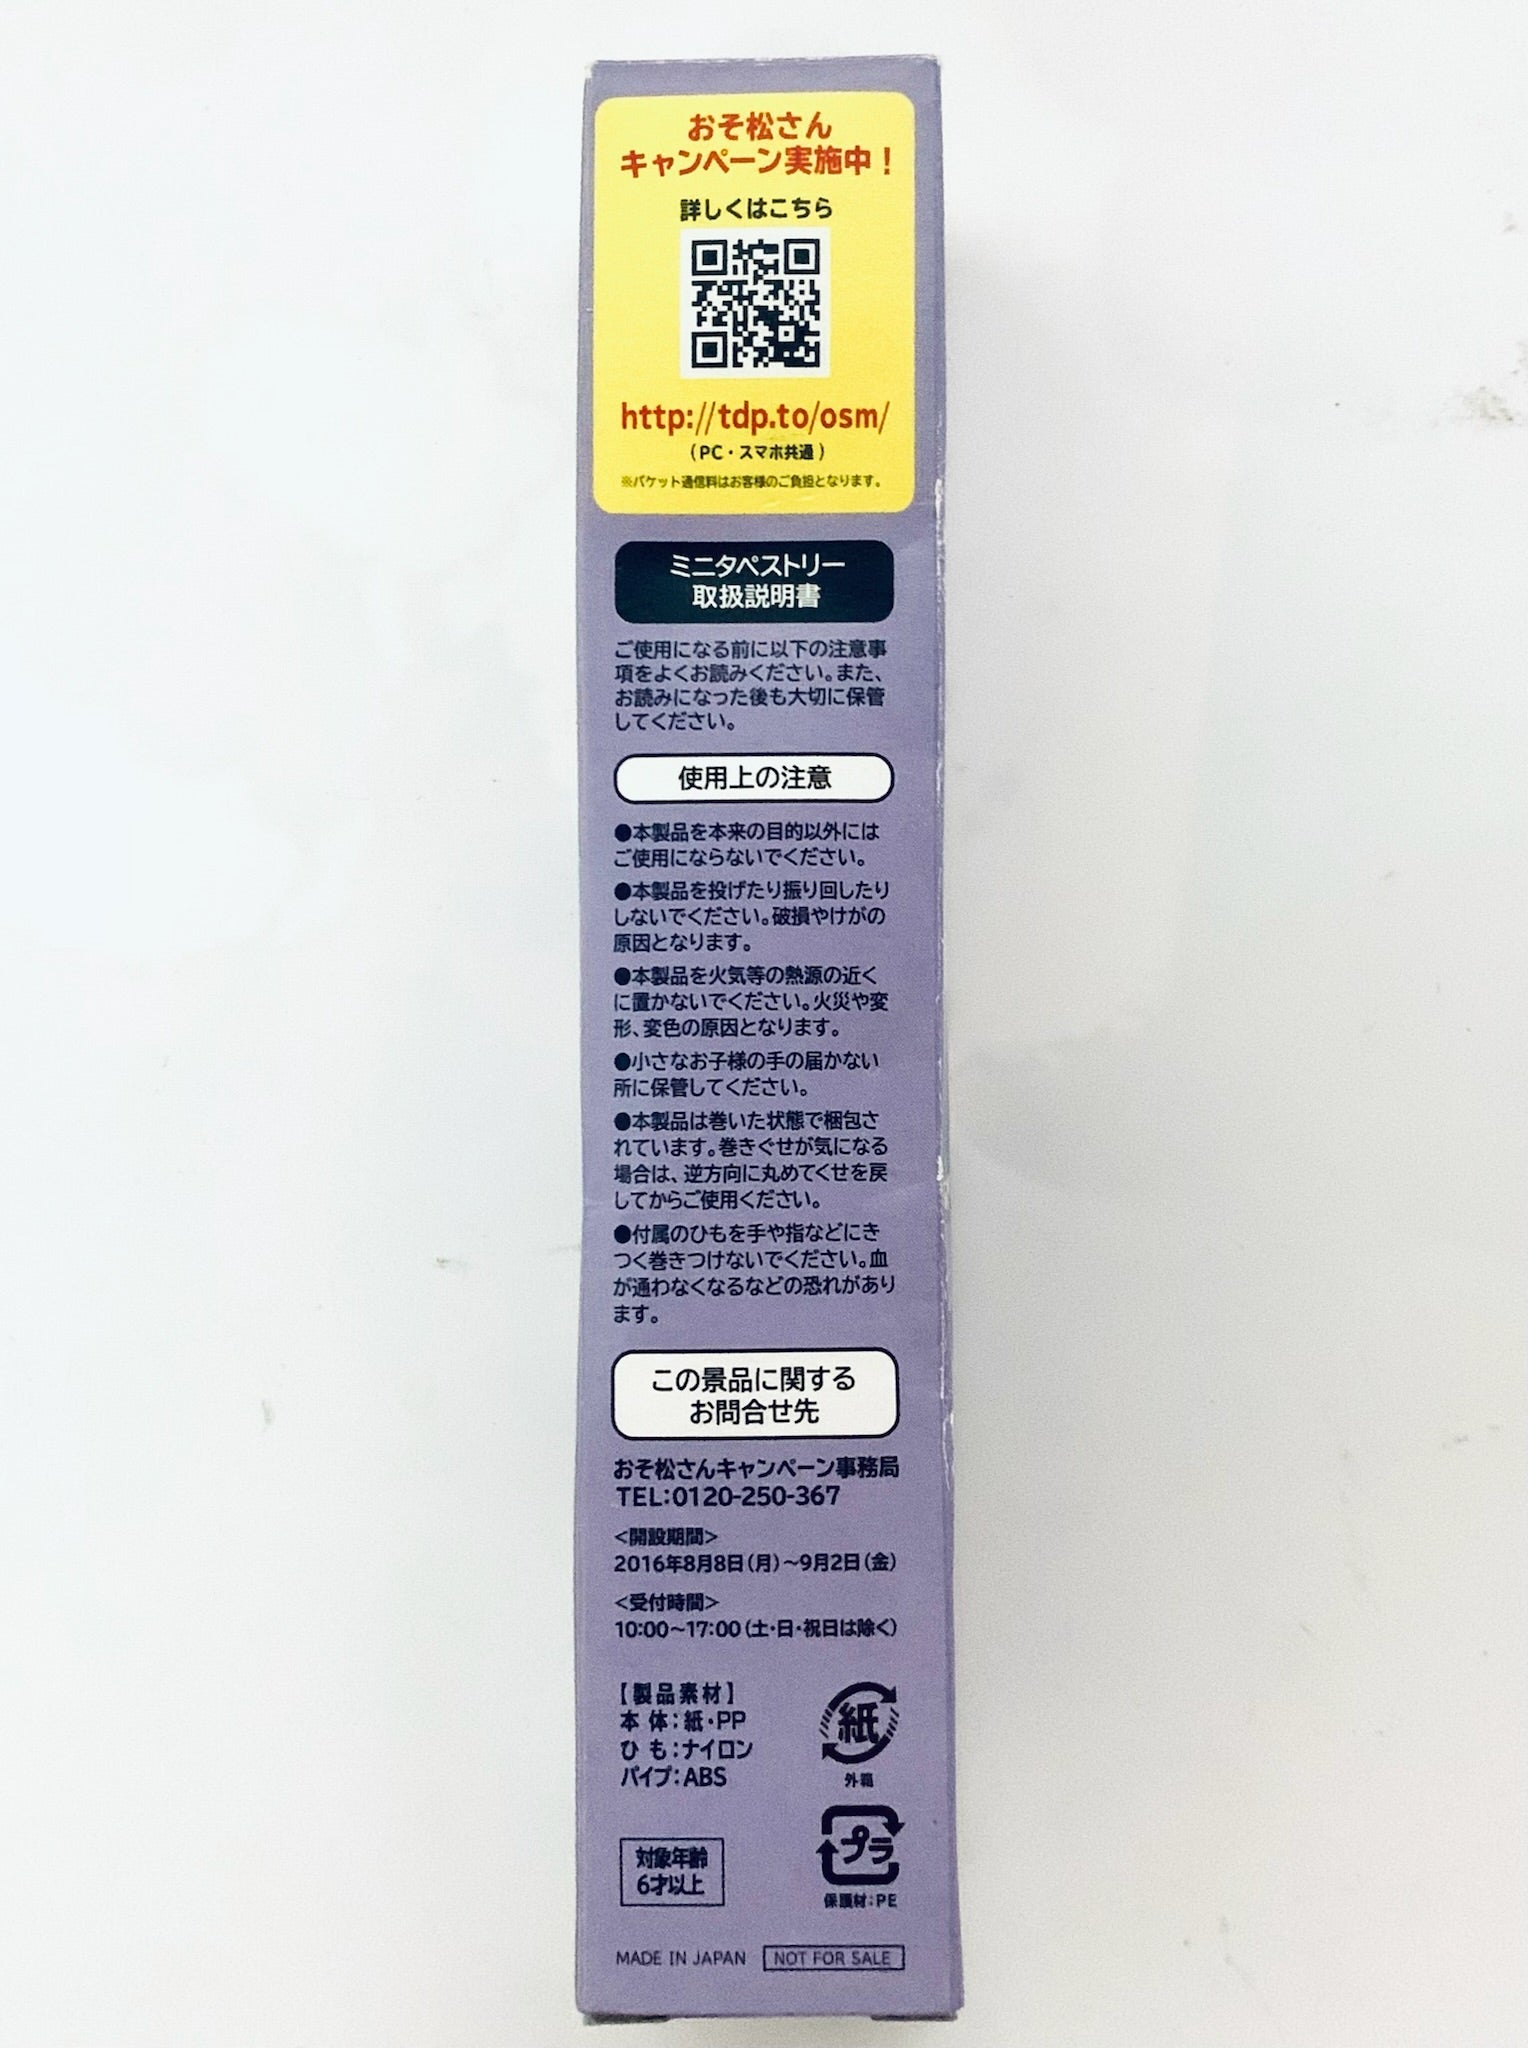 おそ松さん
キャンペーン実施中！
詳しくはこちら
http://tdp.to/osm/
（PC・スマホ共通）
※パケット通信料はお客様のご負担となります。
ミニタペストリー
取扱説明書
ご使用になる前に以下の注意事
項をよくお読みください。また、
お読みになった後も大切に保管
してください。
使用上の注意
●本製品を本来の目的以外には
ご使用にならないでください。
●本製品を投げたり振り回したり
しないでください。破損やけがの
原因となります。
●本製品を火気等の熱源の近く
に置かないでください。火災や変
形、変色の原因となります。
●小さなお子様の手の届かない
所に保管してください。
●本製品は巻いた状態で梱包さ
れています。巻きぐせが気になる
場合は、逆方向に丸めてくせを戻
してからご使用ください。
●付属のひもを手や指などにき
つく巻きつけないでください。血
が通わなくなるなどの恐れがあり
ます。
この景品に関する
お問合せ先
おそ松さんキャンペーン事務局
TEL:0120-250-367
<開設期間>
2016年8月8日(月)～9月2日(金)
<受付時間>
10:00～17:00(土・日・祝日は除く)
【製品素材】
本 体：紙・PP
ひ も：ナイロン
パイプ：ABS
紙
外箱
プラ
保護材：PE
対象年齢
6才以上
MADE IN JAPAN NOT FOR SALE